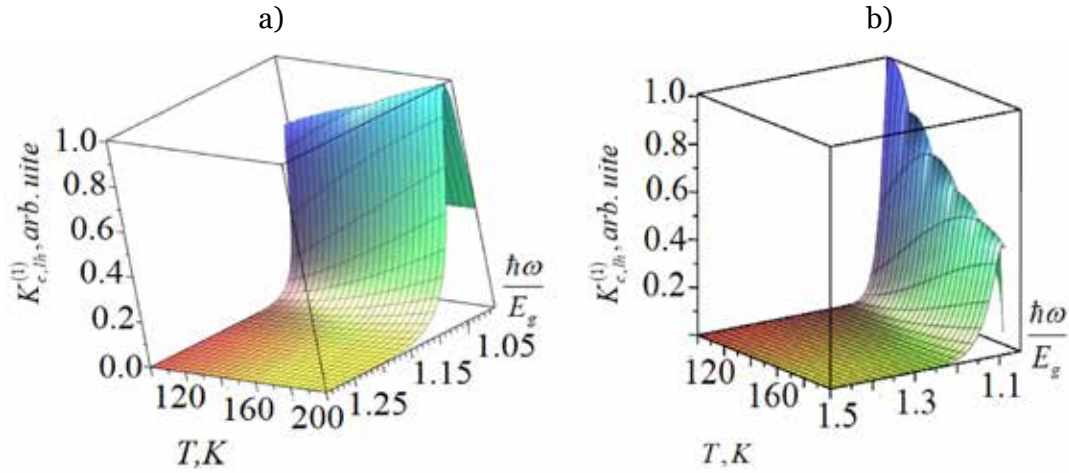 a)
1.0
0.8
0.6
0.4
0.2
0.0
K^{(1)}_{c,lh}, arb. uite
120
160
200
T,K
1.25
1.15
1.05
ħω
E_g
b)
1.0
0.8
0.6
0.4
0.2
K^{(1)}_{c,lh}, arb. uite
120
160
T,K
1.5
1.3
1.1
ħω
E_g